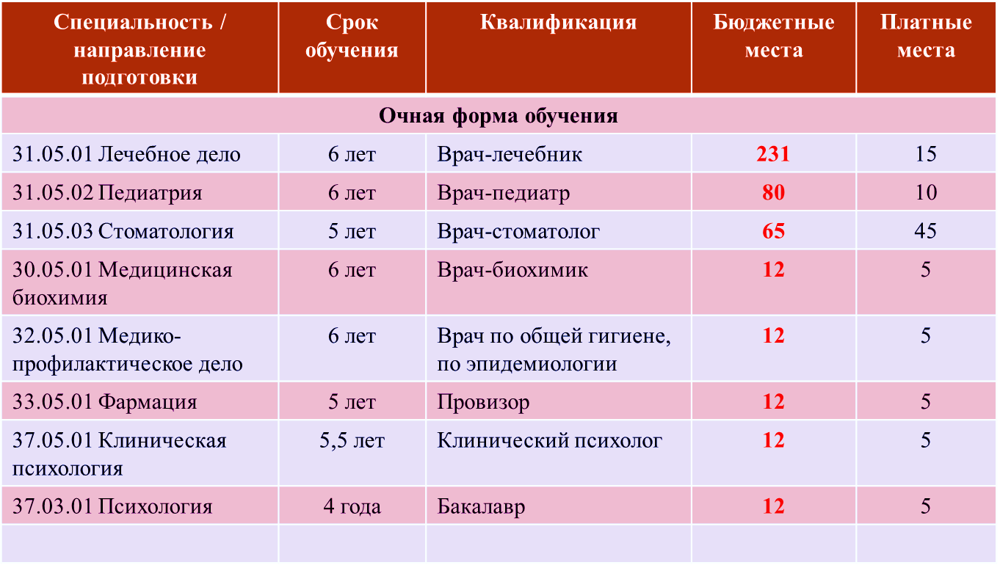 Специальность / направление подготовки
Срок обучения
Квалификация
Бюджетные места
Платные места
Очная форма обучения
31.05.01 Лечебное дело 6 лет Врач-лечебник 231 15
31.05.02 Педиатрия 6 лет Врач-педиатр 80 10
31.05.03 Стоматология 5 лет Врач-стоматолог 65 45
30.05.01 Медицинская 6 лет Врач-биохимик 12 5
биохимия
32.05.01 Медико- 6 лет Врач по общей гигиене, 12 5
профилактическое дело по эпидемиологии
33.05.01 Фармация 5 лет Провизор 12 5
37.05.01 Клиническая 5,5 лет Клинический психолог 12 5
психология
37.03.01 Психология 4 года Бакалавр 12 5